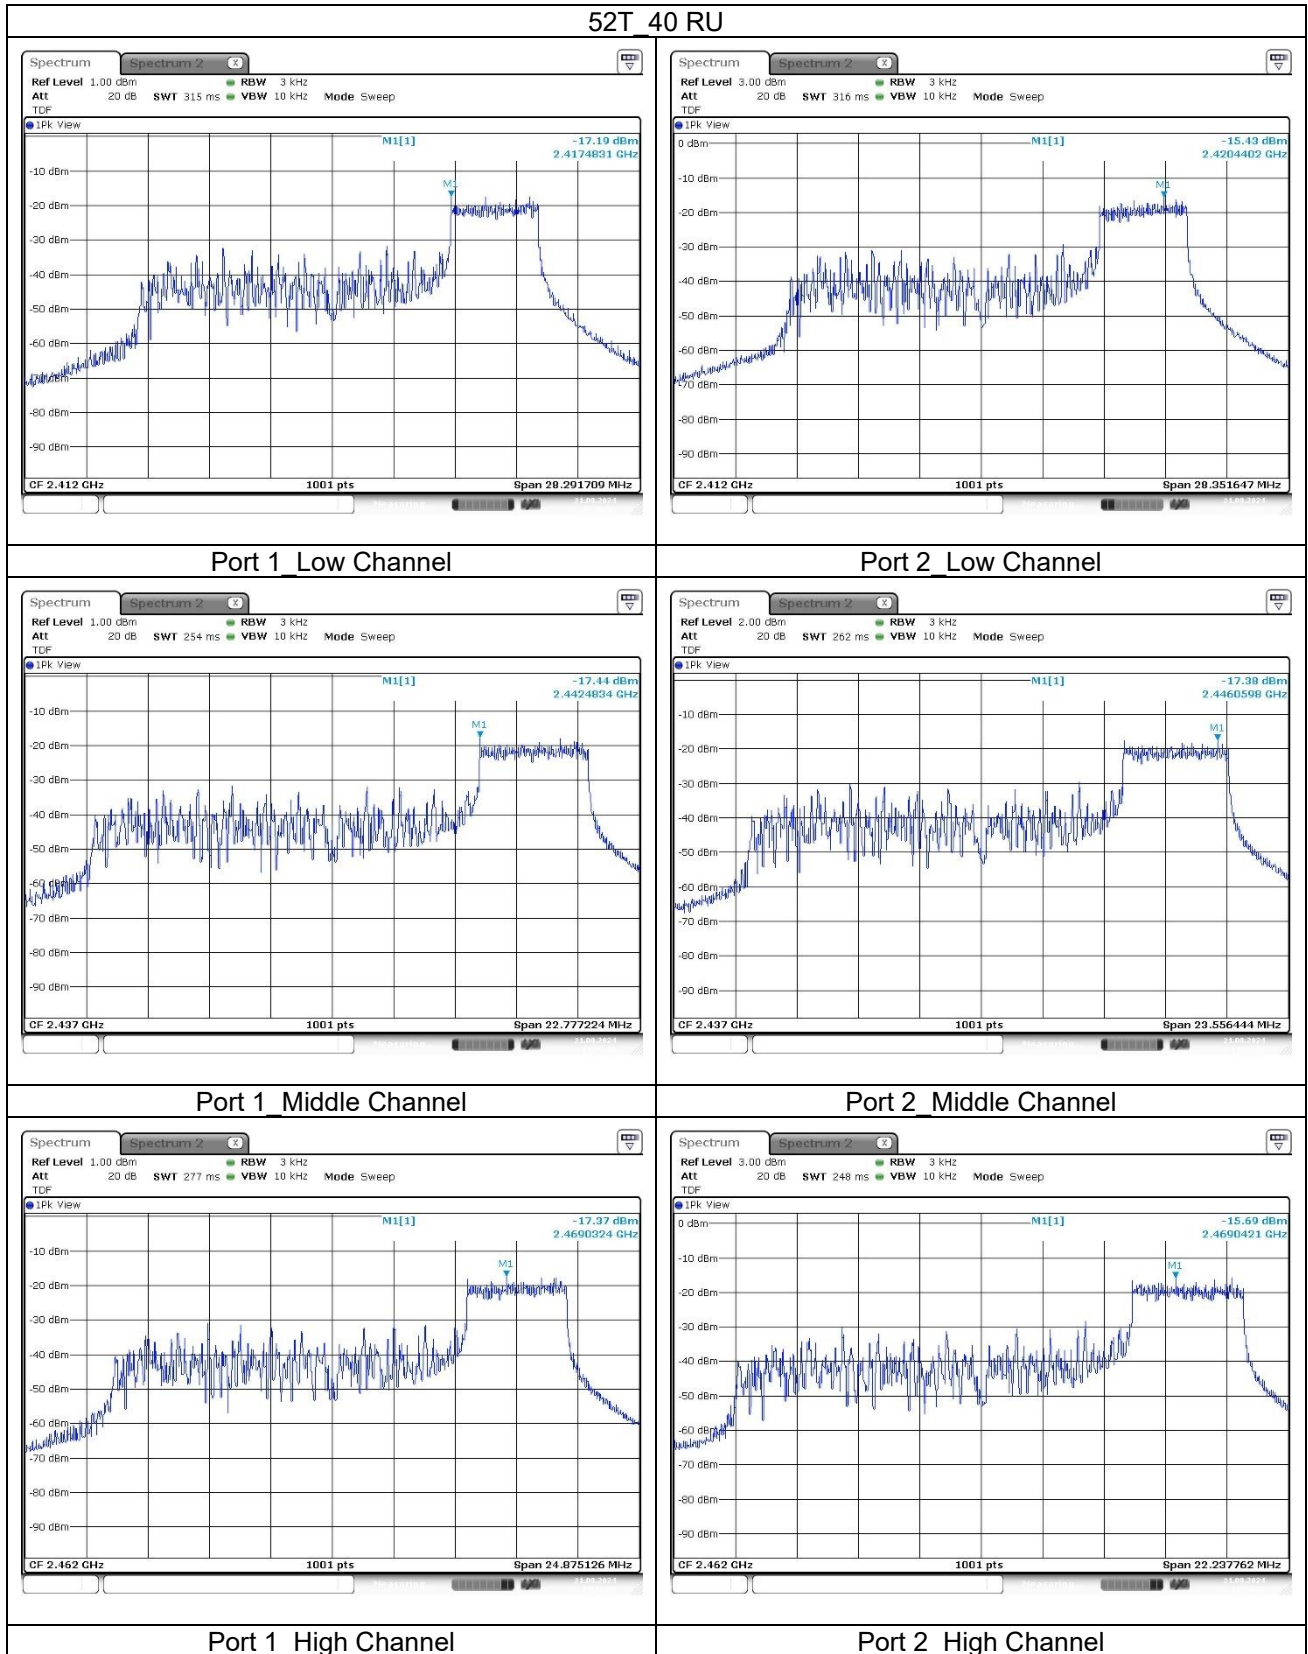 52T_40 RU
Spectrum Spectrum 2 X
Ref Level 1.00 dBm RBW 3 kHz
Att 20 dB SWT 315 ms VBW 10 kHz Mode Sweep
TDF
1Pk View
M1[1] -17.19 dBm
2.4174831 GHz
-10 dBm
M1
-20 dBm
-30 dBm
-40 dBm
-50 dBm
-60 dBm
-80 dBm
-90 dBm
CF 2.412 GHz 1001 pts Span 28.291709 MHz
Spectrum Spectrum 2 X
Ref Level 3.00 dBm RBW 3 kHz
Att 20 dB SWT 316 ms VBW 10 kHz Mode Sweep
TDF
1Pk View
0 dBm M1[1] -15.43 dBm
2.4204402 GHz
-10 dBm
M1
-20 dBm
-30 dBm
-40 dBm
-50 dBm
-60 dBm
-70 dBm
-80 dBm
-90 dBm
CF 2.412 GHz 1001 pts Span 28.351647 MHz
Port 1_Low Channel Port 2_Low Channel
Spectrum Spectrum 2 X
Ref Level 1.00 dBm RBW 3 kHz
Att 20 dB SWT 254 ms VBW 10 kHz Mode Sweep
TDF
1Pk View
M1[1] -17.44 dBm
2.4424834 GHz
-10 dBm
M1
-20 dBm
-30 dBm
-40 dBm
-50 dBm
-60 dBm
-70 dBm
-80 dBm
-90 dBm
CF 2.437 GHz 1001 pts Span 22.777224 MHz
Spectrum Spectrum 2 X
Ref Level 2.00 dBm RBW 3 kHz
Att 20 dB SWT 262 ms VBW 10 kHz Mode Sweep
TDF
1Pk View
M1[1] -17.38 dBm
2.4460598 GHz
-10 dBm
M1
-20 dBm
-30 dBm
-40 dBm
-50 dBm
-60 dBm
-70 dBm
-80 dBm
-90 dBm
CF 2.437 GHz 1001 pts Span 23.556444 MHz
Port 1_Middle Channel Port 2_Middle Channel
Spectrum Spectrum 2 X
Ref Level 1.00 dBm RBW 3 kHz
Att 20 dB SWT 277 ms VBW 10 kHz Mode Sweep
TDF
1Pk View
M1[1] -17.37 dBm
2.4690324 GHz
-10 dBm
M1
-20 dBm
-30 dBm
-40 dBm
-50 dBm
-60 dBm
-70 dBm
-80 dBm
-90 dBm
CF 2.462 GHz 1001 pts Span 24.875126 MHz
Spectrum Spectrum 2 X
Ref Level 3.00 dBm RBW 3 kHz
Att 20 dB SWT 248 ms VBW 10 kHz Mode Sweep
TDF
1Pk View
0 dBm M1[1] -15.69 dBm
2.4690421 GHz
-10 dBm
M1
-20 dBm
-30 dBm
-40 dBm
-50 dBm
-60 dBm
-70 dBm
-80 dBm
-90 dBm
CF 2.462 GHz 1001 pts Span 22.237762 MHz
Port 1_High Channel Port 2_High Channel